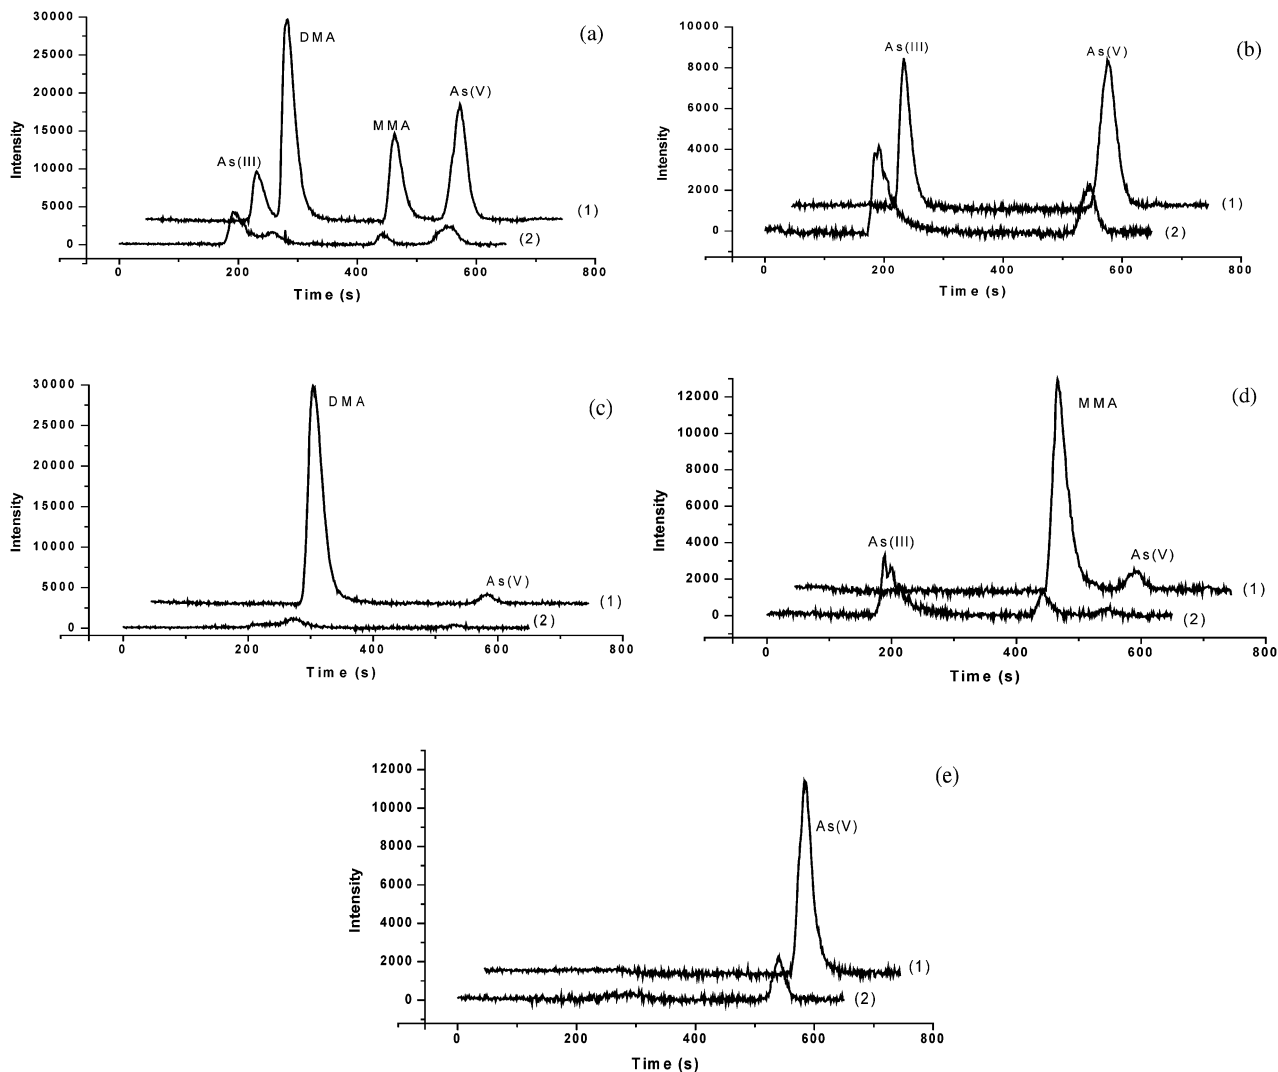 30000
25000
20000
15000
10000
5000
0
Intensity
DMA
As(III)
MMA
As(V)
(a)
(1)
(2)
0 200 400 600 800
Time (s)
10000
8000
6000
4000
2000
0
Intensity
As(III)
As(V)
(b)
(1)
(2)
0 200 400 600 800
Time (s)
30000
25000
20000
15000
10000
5000
0
Intensity
DMA
As(V)
(c)
(1)
(2)
0 200 400 600 800
Time (s)
12000
10000
8000
6000
4000
2000
0
Intensity
MMA
As(III)
As(V)
(d)
(1)
(2)
0 200 400 600 800
Time (s)
12000
10000
8000
6000
4000
2000
0
Intensity
As(V)
(e)
(1)
(2)
0 200 400 600 800
Time (s)